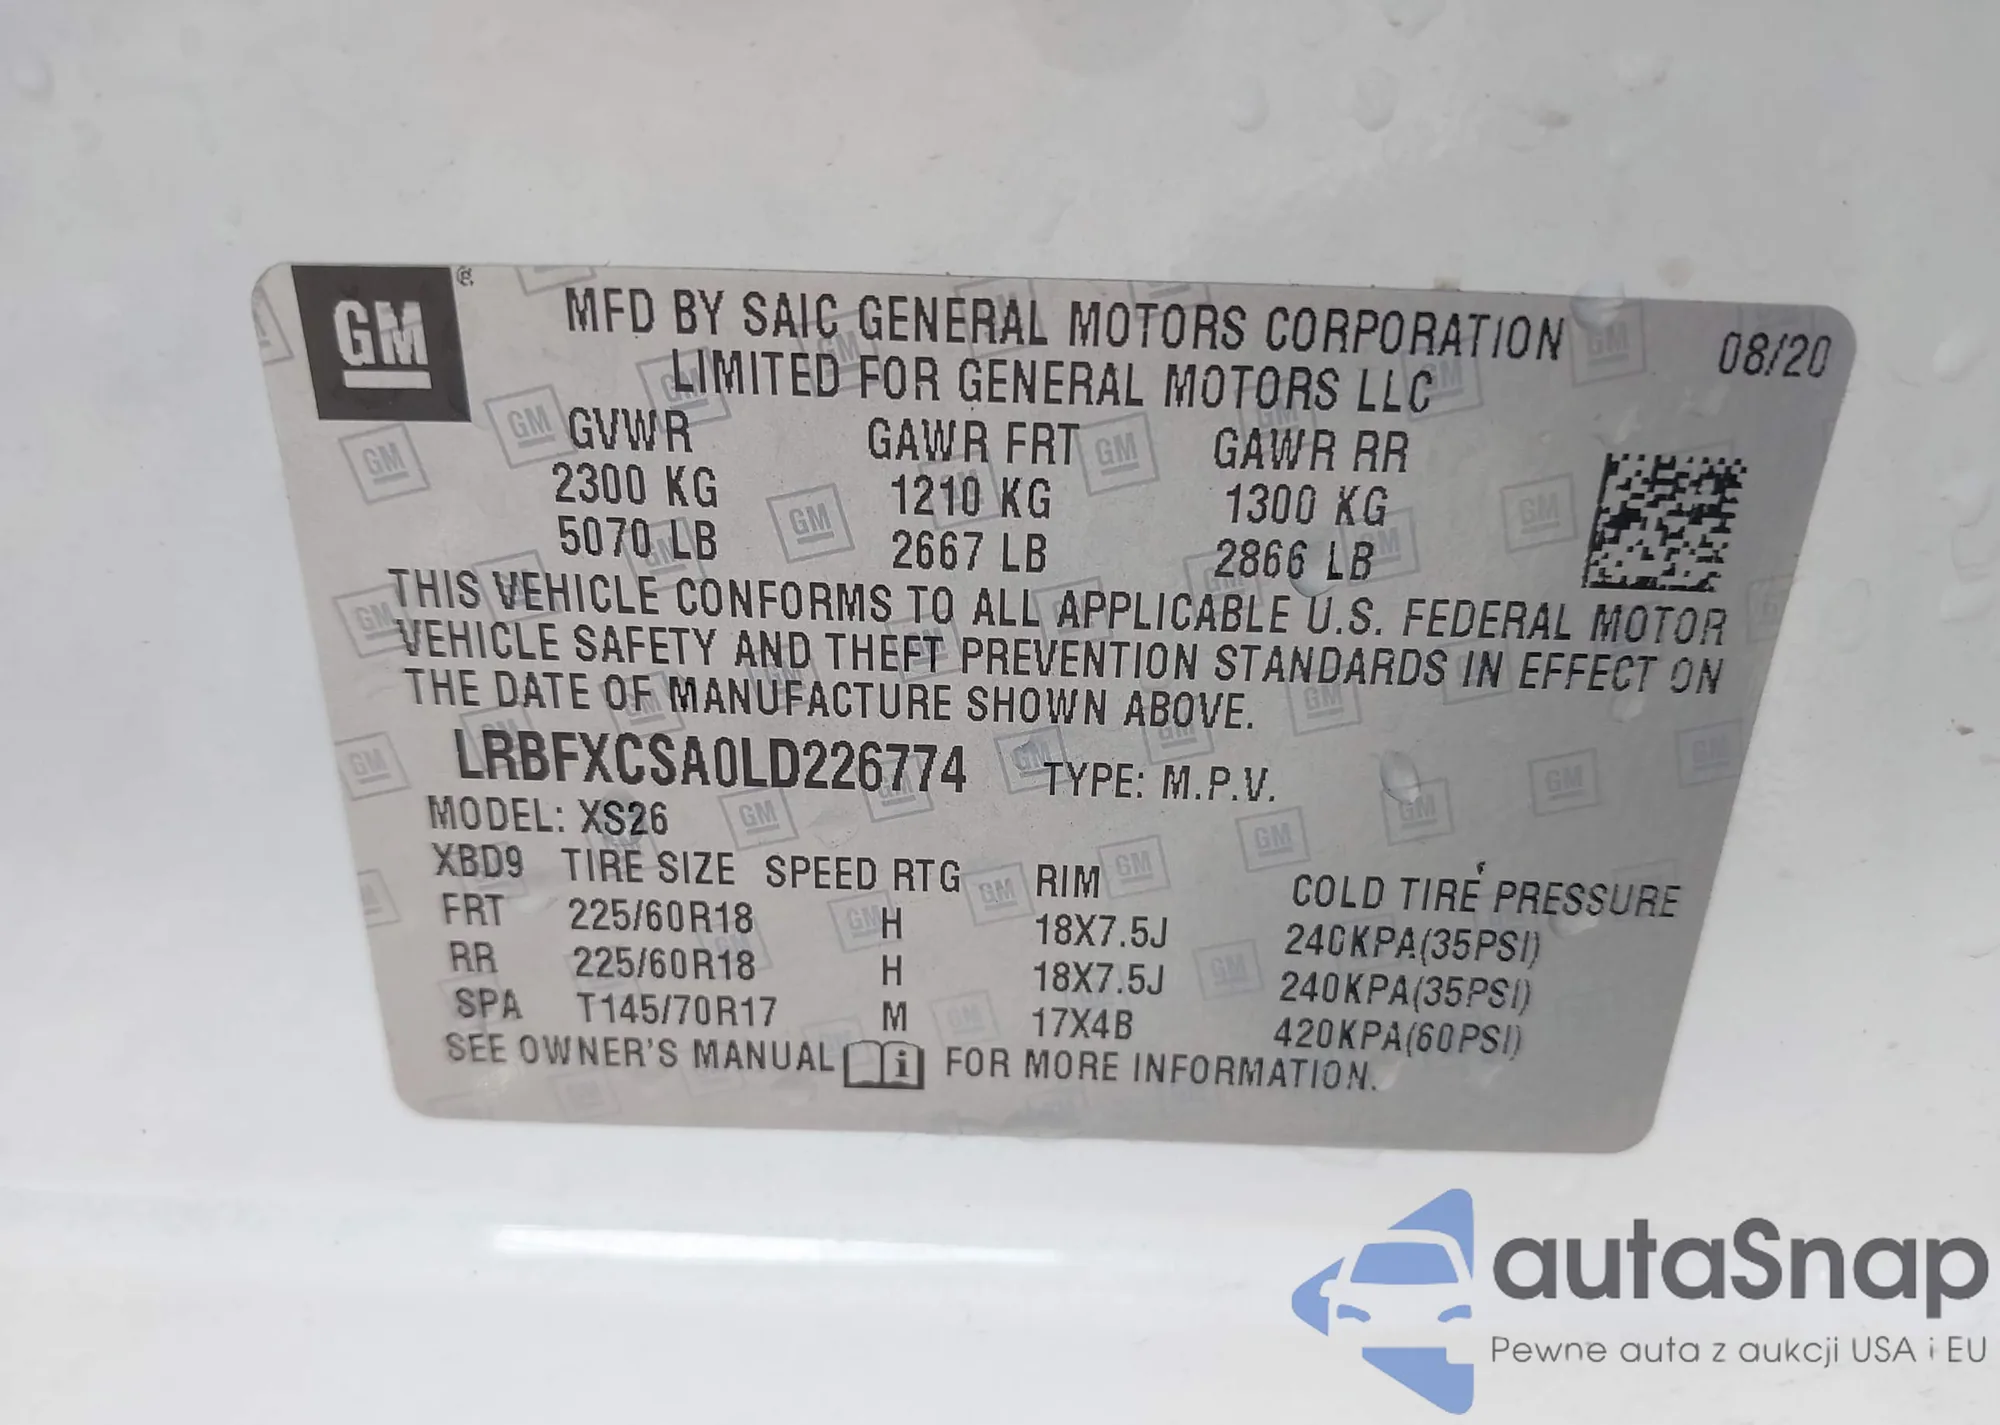 GM
MFD BY SAIC GENERAL MOTORS CORPORATION 08/20
LIMITED FOR GENERAL MOTORS LLC
GVWR GAWR FRT GAWR RR
2300 KG 1210 KG 1300 KG
5070 LB 2667 LB 2866 LB
THIS VEHICLE CONFORMS TO ALL APPLICABLE U.S. FEDERAL MOTOR
VEHICLE SAFETY AND THEFT PREVENTION STANDARDS IN EFFECT ON
THE DATE OF MANUFACTURE SHOWN ABOVE.
LRBFXCSA0LD226774 TYPE: M.P.V.
MODEL: XS26
XBD9 TIRE SIZE SPEED RTG RIM COLD TIRE PRESSURE
FRT 225/60R18 H 18X7.5J 240KPA(35PSI)
RR 225/60R18 H 18X7.5J 240KPA(35PSI)
SPA T145/70R17 M 17X4B 420KPA(60PSI)
SEE OWNER'S MANUAL FOR MORE INFORMATION.
autaSnap
Pewne auta z aukcji USA i EU